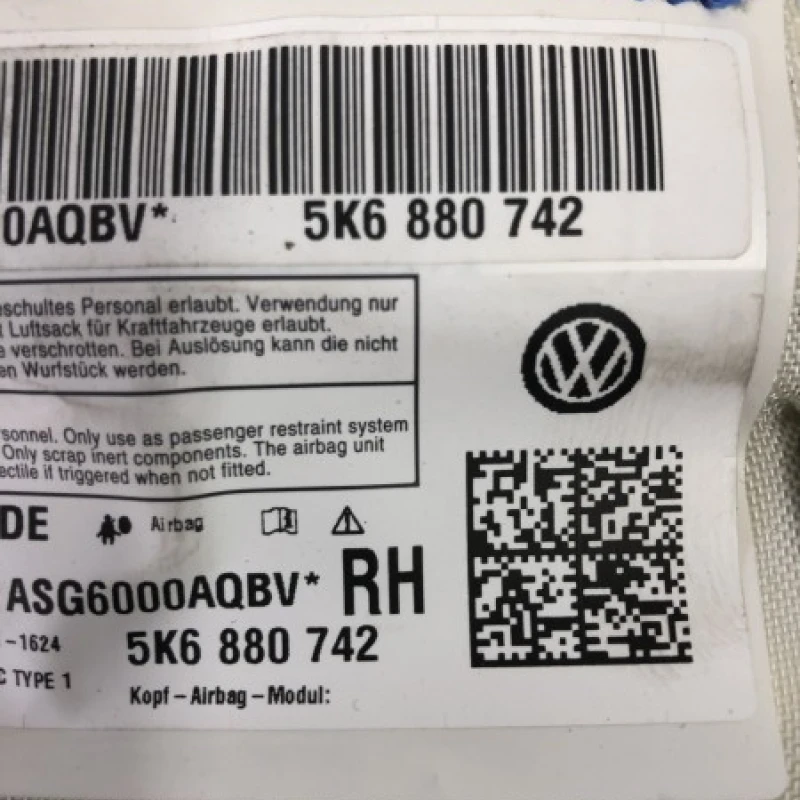 0AQBV* 5K6 880 742
eschultes Personal erlaubt. Verwendung nur
t Luftsack für Kraftfahrzeuge erlaubt.
e verschrotten. Bei Auslösung kann die nicht
en Wurfstück werden.
sonnel. Only use as passenger restraint system
Only scrap inert components. The airbag unit
ectile if triggered when not fitted.
DE Airbag
ASG6000AQBV* RH
-1624 5K6 880 742
C TYPE 1
Kopf-Airbag-Modul: